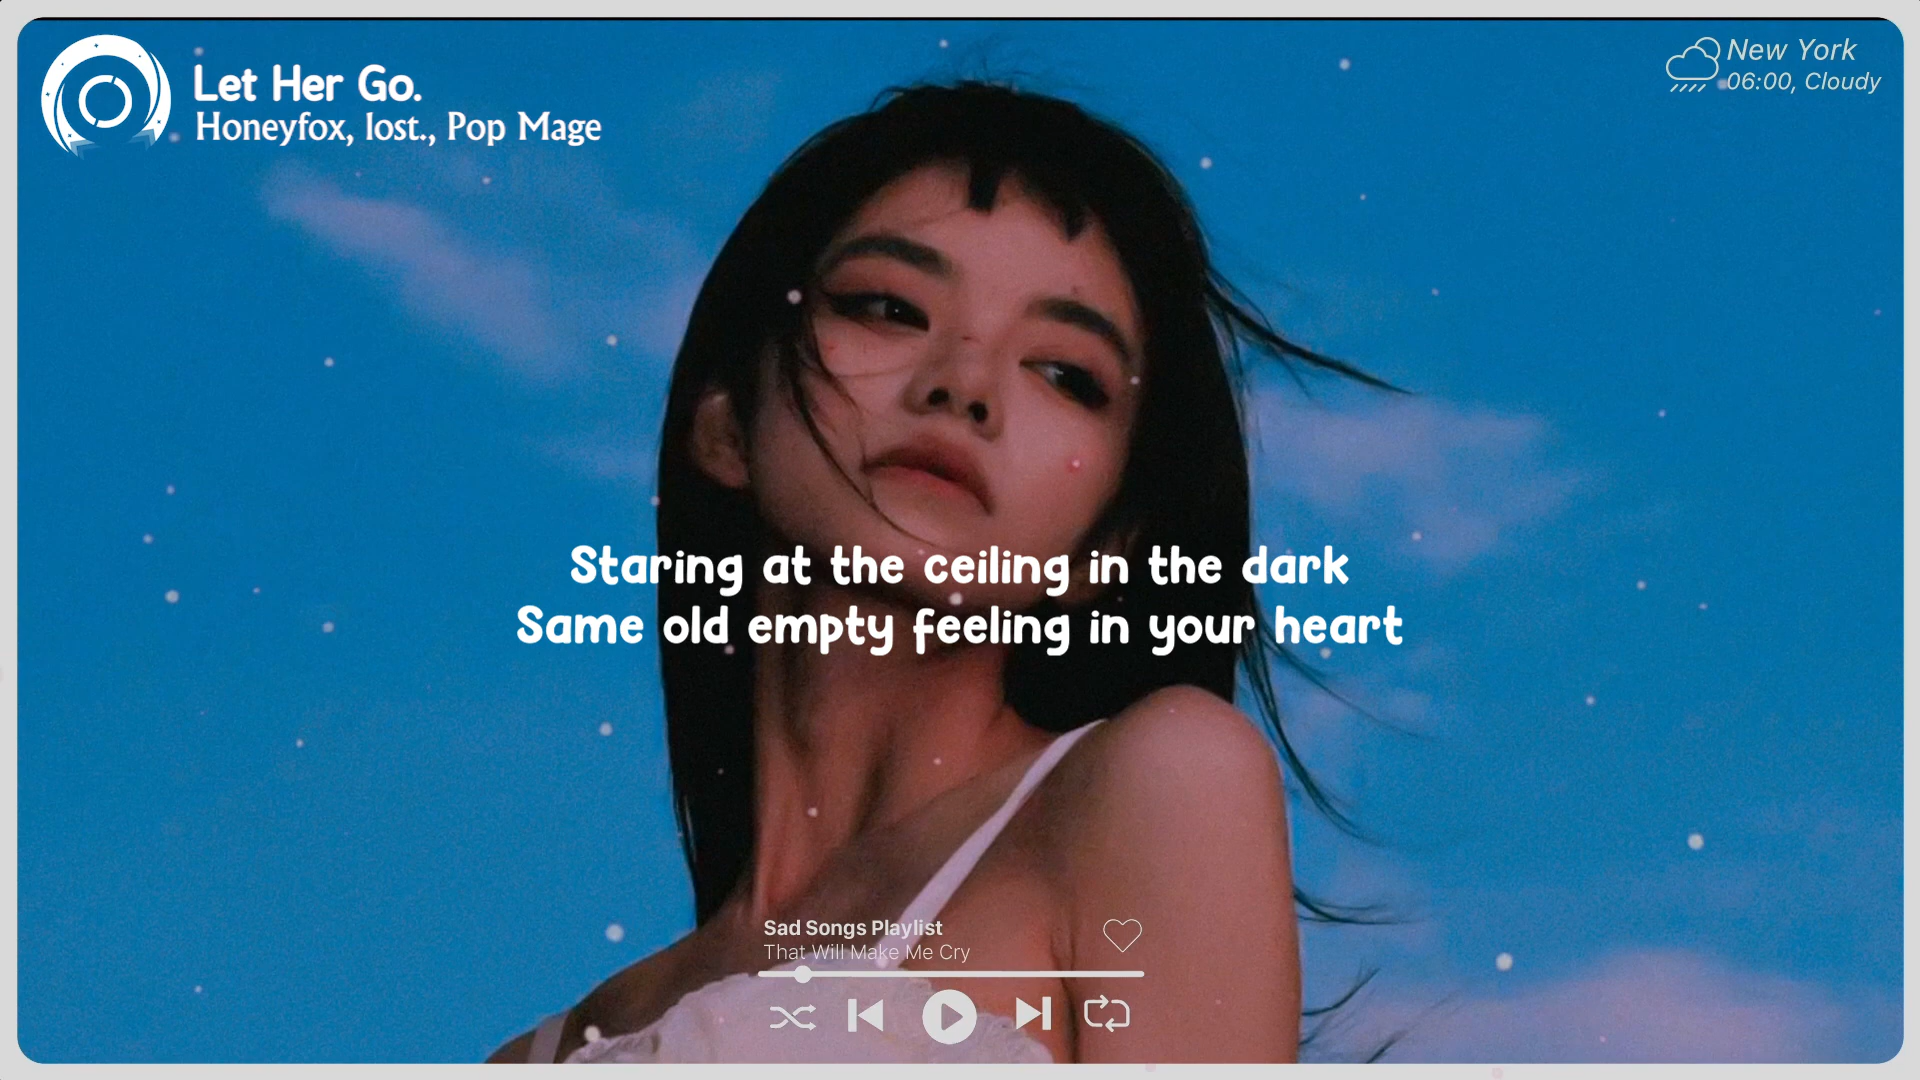 Let Her Go.
Honeyfox, lost., Pop Mage
New York
06:00, Cloudy
Staring at the ceiling in the dark
Same old empty feeling in your heart
Sad Songs Playlist
That Will Make Me Cry